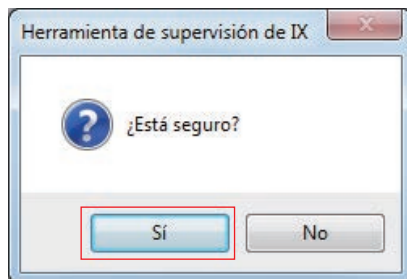 Herramienta de supervisión de IX
¿Está seguro?
Sí No